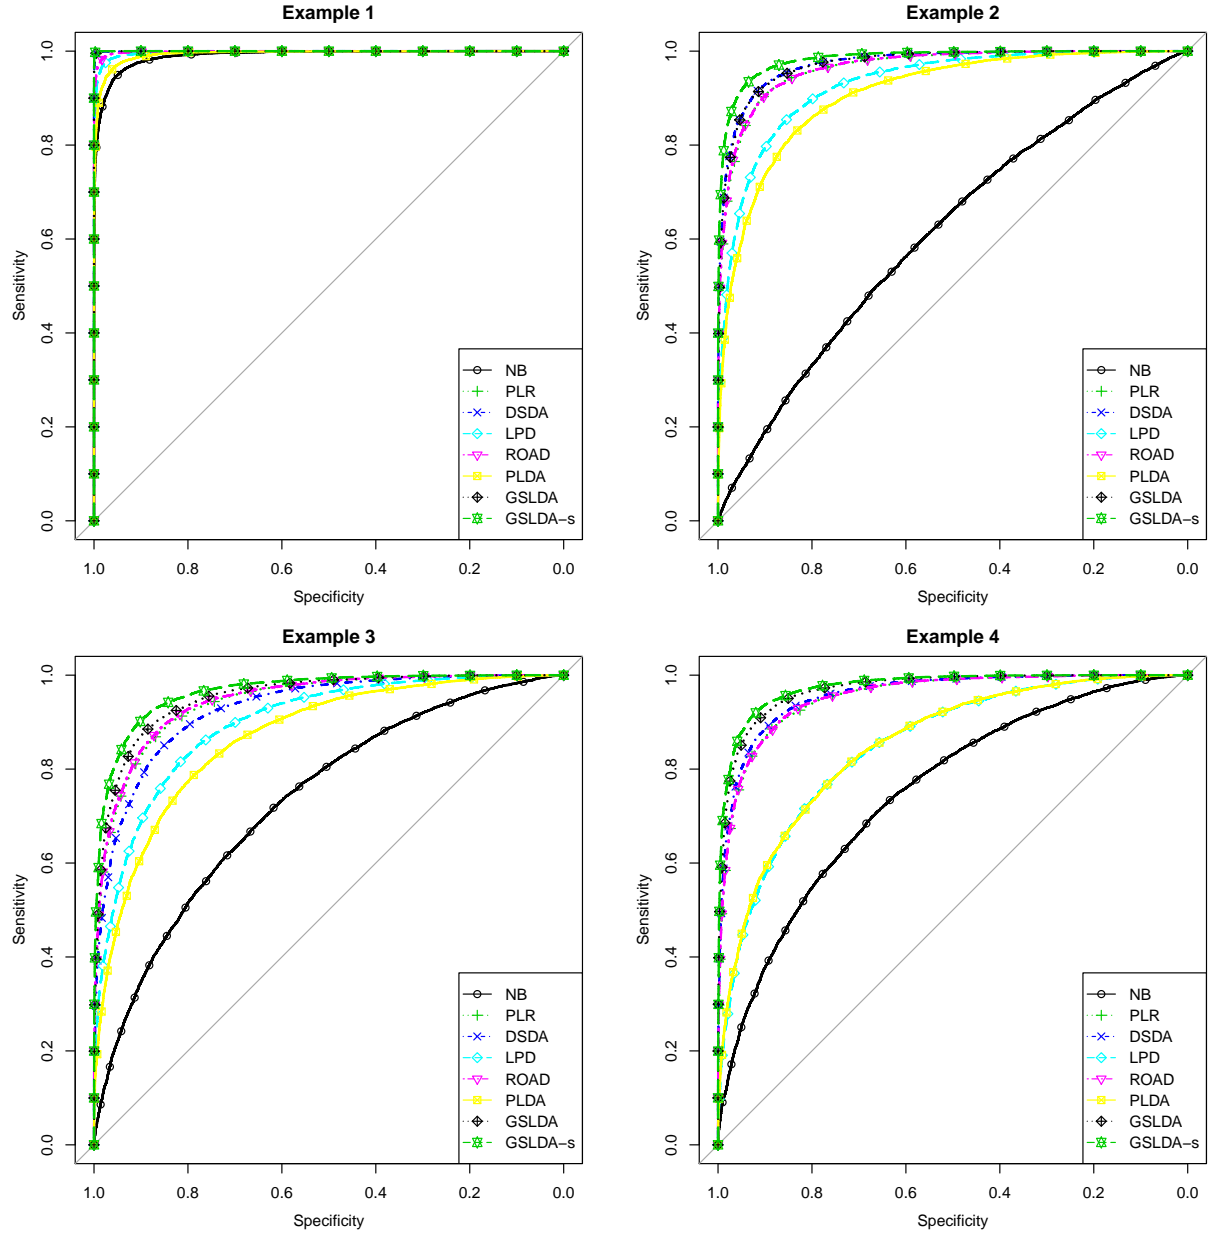 Example 1
Sensitivity
1.0
0.8
0.6
0.4
0.2
0.0
NB
PLR
DSDA
LPD
ROAD
PLDA
GSLDA
GSLDA-s
1.0 0.8 0.6 0.4 0.2 0.0
Specificity
Example 2
Sensitivity
1.0
0.8
0.6
0.4
0.2
0.0
NB
PLR
DSDA
LPD
ROAD
PLDA
GSLDA
GSLDA-s
1.0 0.8 0.6 0.4 0.2 0.0
Specificity
Example 3
Sensitivity
1.0
0.8
0.6
0.4
0.2
0.0
NB
PLR
DSDA
LPD
ROAD
PLDA
GSLDA
GSLDA-s
1.0 0.8 0.6 0.4 0.2 0.0
Specificity
Example 4
Sensitivity
1.0
0.8
0.6
0.4
0.2
0.0
NB
PLR
DSDA
LPD
ROAD
PLDA
GSLDA
GSLDA-s
1.0 0.8 0.6 0.4 0.2 0.0
Specificity